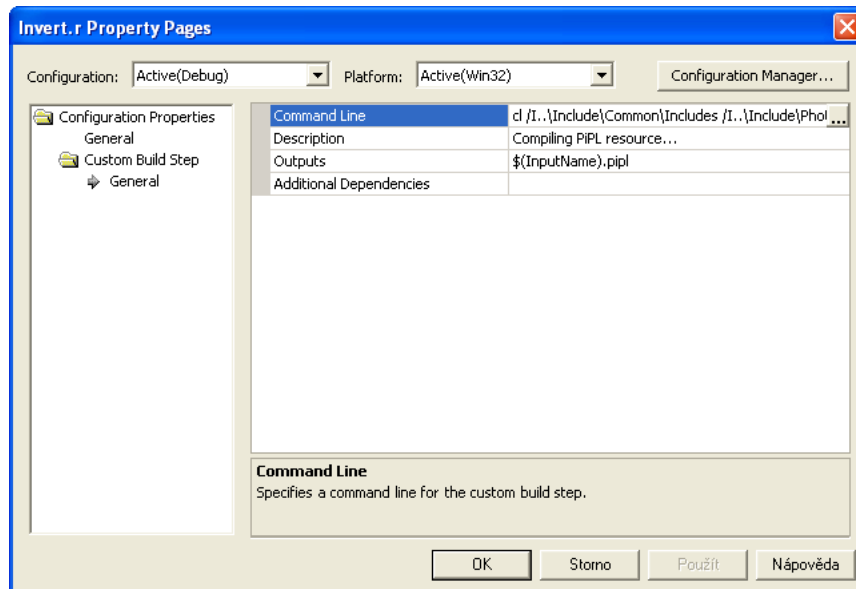 Invert.r Property Pages
Configuration: Active(Debug) Platform: Active(Win32) Configuration Manager...
Configuration Properties
General
Custom Build Step
General
Command Line cl /I..\Include\Common\Includes /I..\Include\Pho ...
Description Compiling PiPL resource...
Outputs $(InputName).pipl
Additional Dependencies
Command Line
Specifies a command line for the custom build step.
OK Storno Použít Nápověda